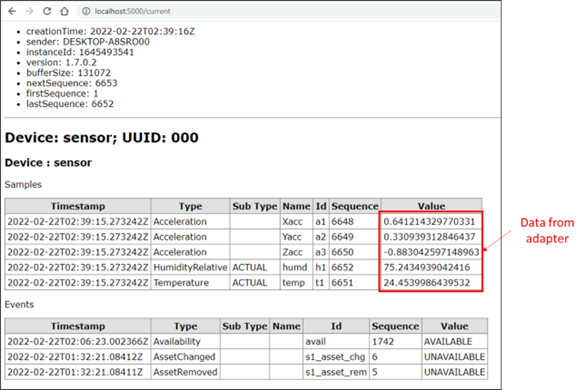 localhost:5000/current
creationTime: 2022-02-22T02:39:16Z
sender: DESKTOP-A8SRO00
instanceId: 1645493541
version: 1.7.0.2
bufferSize: 131072
nextSequence: 6653
firstSequence: 1
lastSequence: 6652
Device: sensor; UUID: 000
Device : sensor
Samples
Timestamp Type Sub Type Name Id Sequence Value
2022-02-22T02:39:15.273242Z Acceleration Xacc a1 6648 0.641214329770331
2022-02-22T02:39:15.273242Z Acceleration Yacc a2 6649 0.330939312846437
2022-02-22T02:39:15.273242Z Acceleration Zacc a3 6650 -0.883042597148963
2022-02-22T02:39:15.273242Z HumidityRelative ACTUAL humd h1 6652 75.2434939042416
2022-02-22T02:39:15.273242Z Temperature ACTUAL temp t1 6651 24.4539986439532
Data from
adapter
Events
Timestamp Type Sub Type Name Id Sequence Value
2022-02-22T02:06:23.002366Z Availability avail 1742 AVAILABLE
2022-02-22T01:32:21.08412Z AssetChanged s1_asset_chg 6 UNAVAILABLE
2022-02-22T01:32:21.08411Z AssetRemoved s1_asset_rem 5 UNAVAILABLE